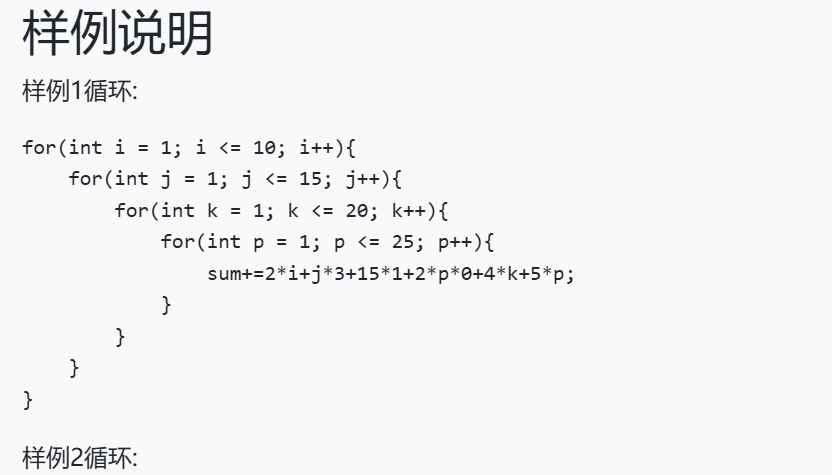 样例说明
样例1循环:
for(int i = 1; i <= 10; i++){
    for(int j = 1; j <= 15; j++){
        for(int k = 1; k <= 20; k++){
            for(int p = 1; p <= 25; p++){
                sum+=2*i+j*3+15*1+2*p*0+4*k+5*p;
            }
        }
    }
}
样例2循环: